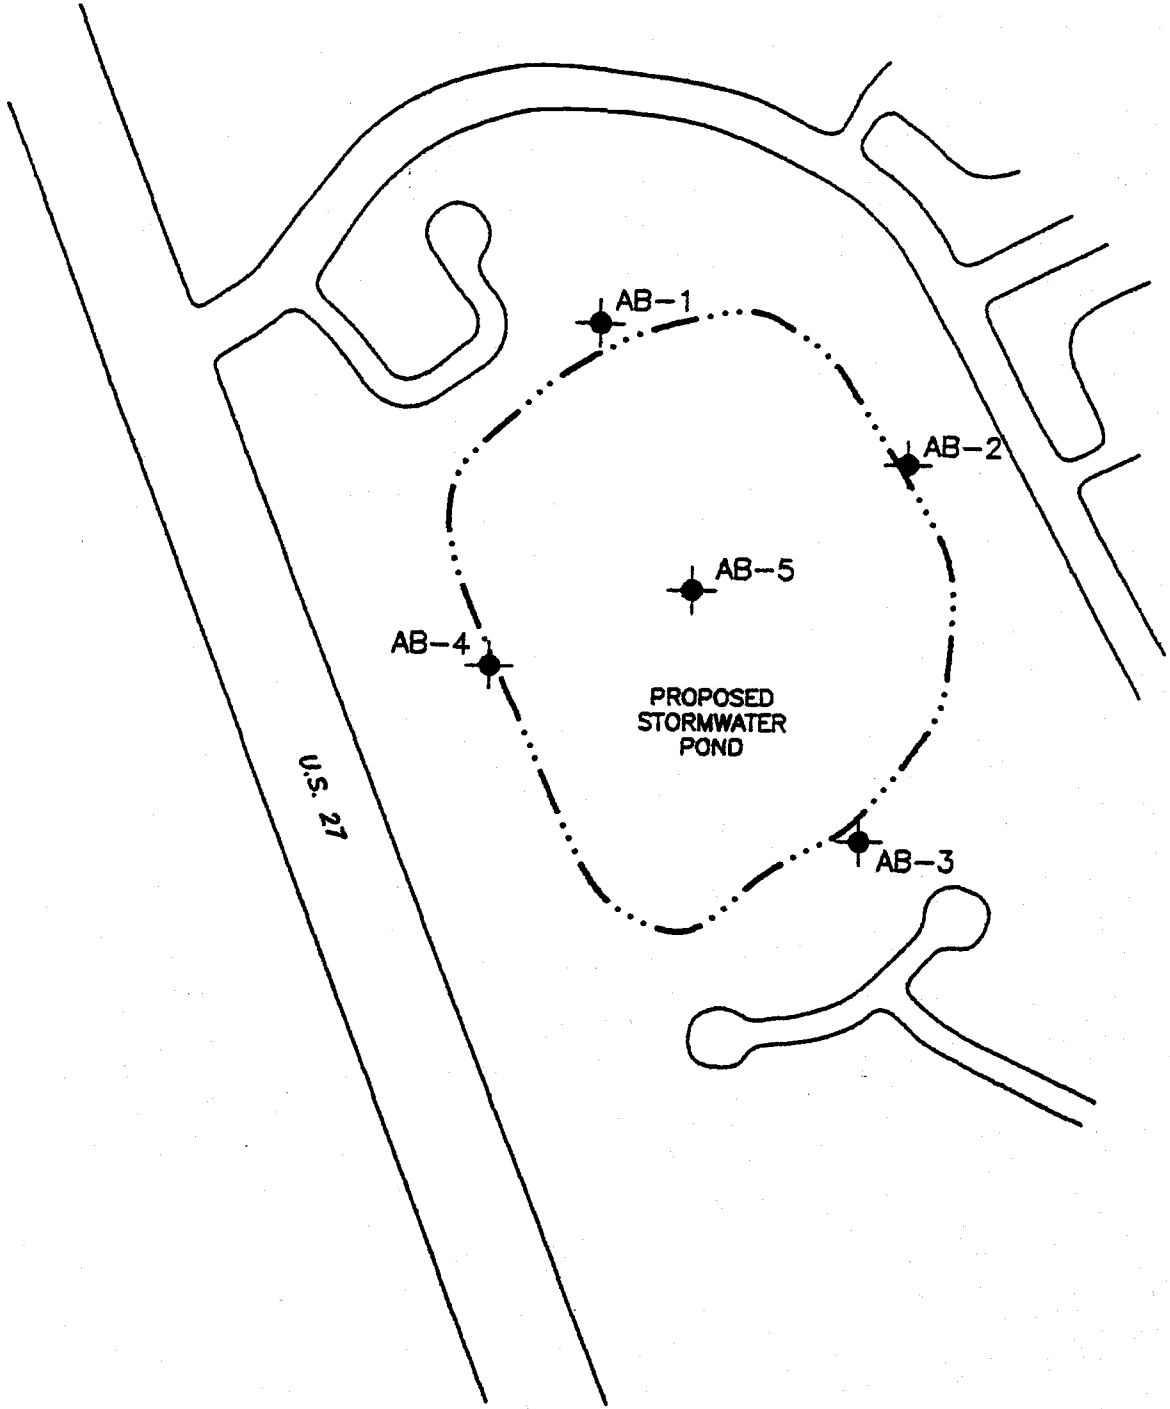 AB-1
AB-2
AB-5
AB-4
PROPOSED
STORMWATER
POND
U.S. 27
AB-3